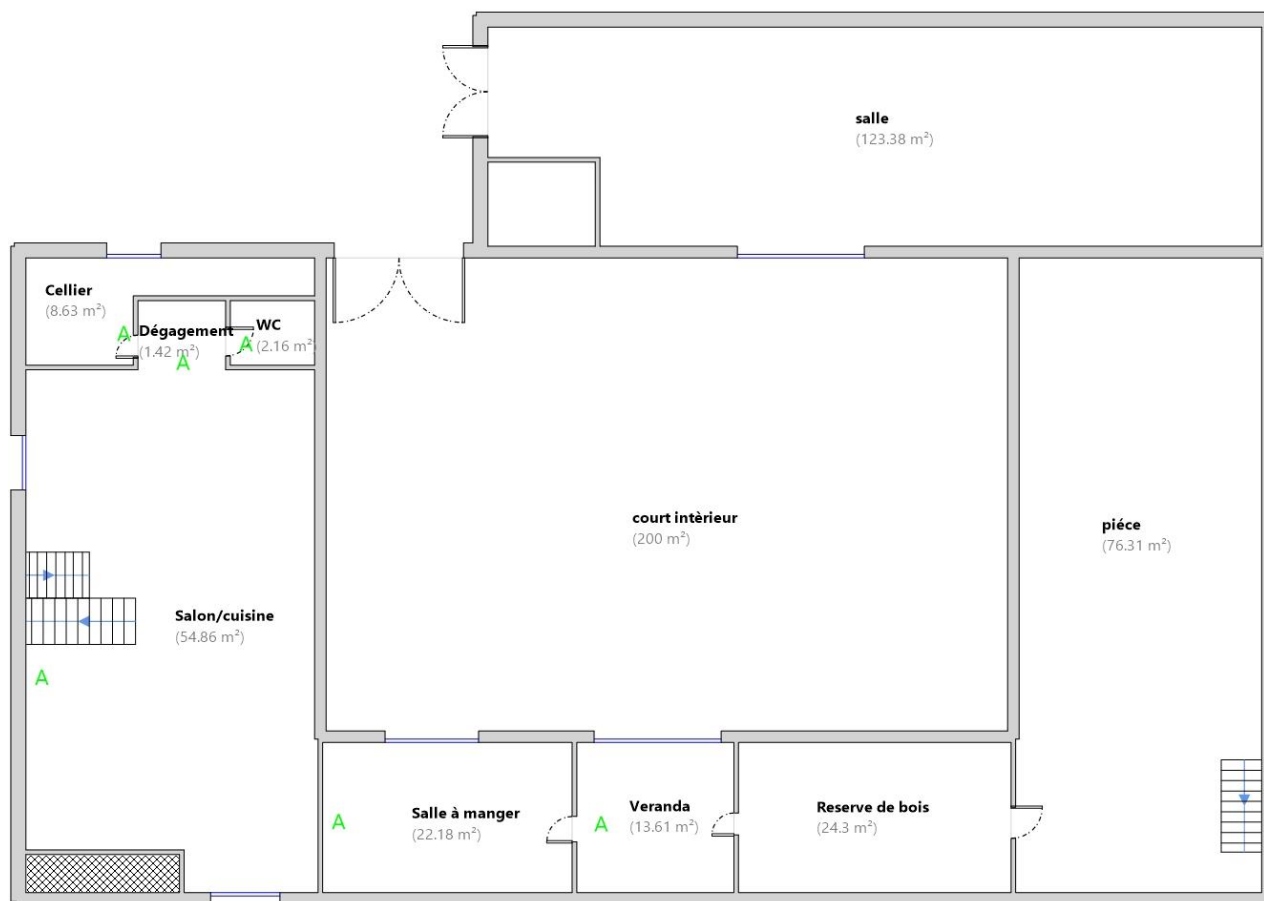 salle
(123.38 m²)
Cellier
(8.63 m²)
A
Dégagement
(1.42 m²)
A
WC
(2.16 m²)
A
court intèrieur
(200 m²)
piéce
(76.31 m²)
Salon/cuisine
(54.86 m²)
A
Salle à manger
(22.18 m²)
A
Veranda
(13.61 m²)
A
Reserve de bois
(24.3 m²)